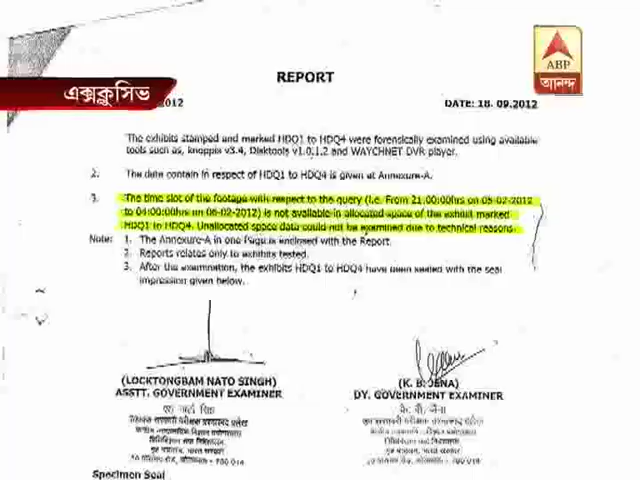 ABP
আনন্দ
এক্সক্লুসিভ
REPORT
2012
DATE: 18. 09.2012
The exhibits stamped and marked HDQ1 to HDQ4 were forensically examined using available
tools such as, knoppix v3.4, Disktools v1.0.1.2 and WAYCHNET DVR player.
2. The data contain in respect of HDQ1 to HDQ4 is given at Annexure-A.
3. The time slot of the footage with respect to the query (i.e. From 21:00:00hrs on 05-02-2012
to 04:00:00hrs on 06-02-2012) is not available in allocated space of the exhibit marked
HDQ1 to HDQ4. Unallocated space data could not be examined due to technical reasons.
Note: 1. The Annexure-A in one Page is enclosed with the Report.
2. Reports relates only to exhibits tested.
3. After the examination, the exhibits HDQ1 to HDQ4 have been sealed with the seal
impression given below.
(LOCKTONGBAM NATO SINGH)
ASSTT. GOVERNMENT EXAMINER
(K. B. JENA)
DY. GOVERNMENT EXAMINER
Specimen Seal